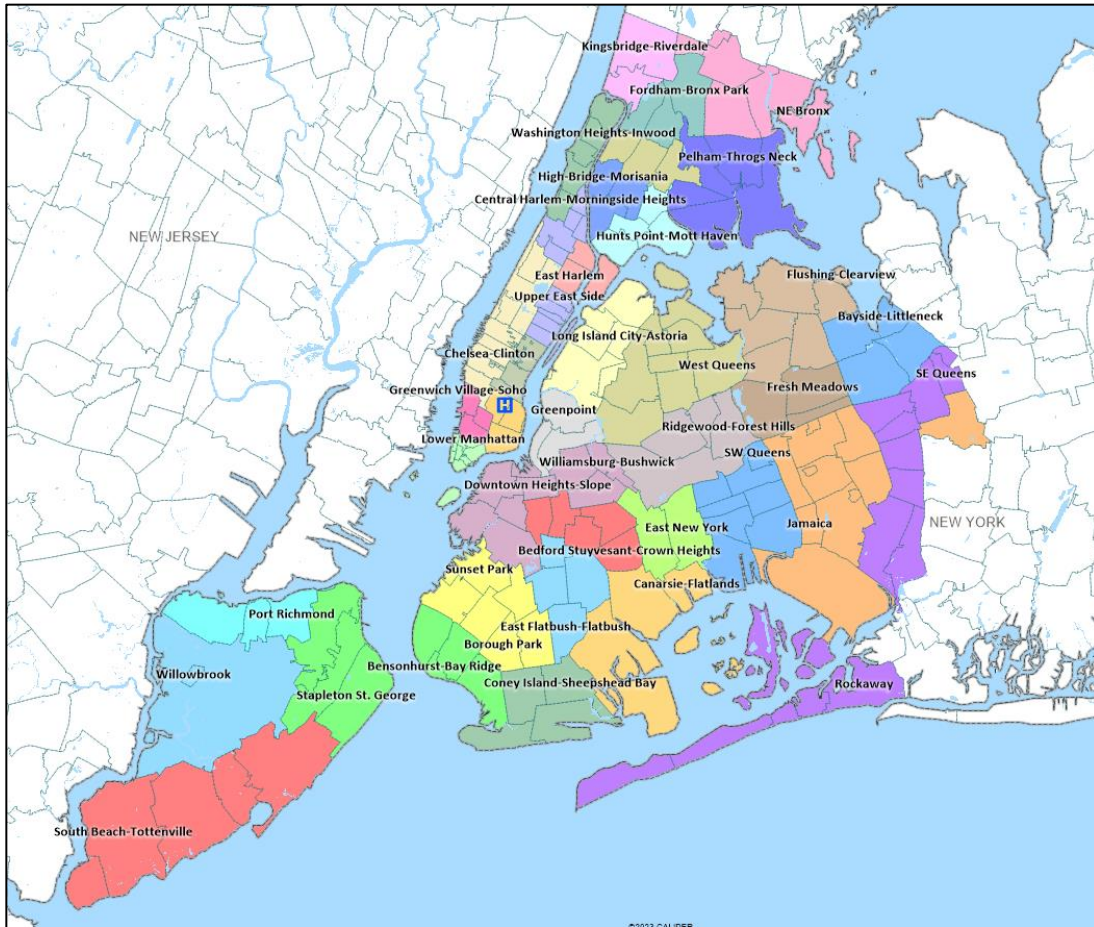 Kingsbridge-Riverdale
Fordham-Bronx Park
NE Bronx
Washington Heights-Inwood
Pelham-Throgs Neck
High-Bridge-Morisania
Central Harlem-Morningside Heights
NEW JERSEY
Hunts Point-Mott Haven
East Harlem
Flushing-Clearview
Upper East Side
Bayside-Littleneck
Long Island City-Astoria
Chelsea-Clinton
West Queens
SE Queens
Greenwich Village-Soho
Fresh Meadows
H
Greenpoint
Ridgewood-Forest Hills
Lower Manhattan
SW Queens
Williamsburg-Bushwick
Downtown Heights-Slope
East New York
Jamaica
NEW YORK
Bedford Stuyvesant-Crown Heights
Sunset Park
Canarsie-Flatlands
Port Richmond
East Flatbush-Flatbush
Borough Park
Bensonhurst-Bay Ridge
Willowbrook
Coney Island-Sheepshead Bay
Rockaway
Stapleton St. George
South Beach-Tottenville
©2023 CALIPER